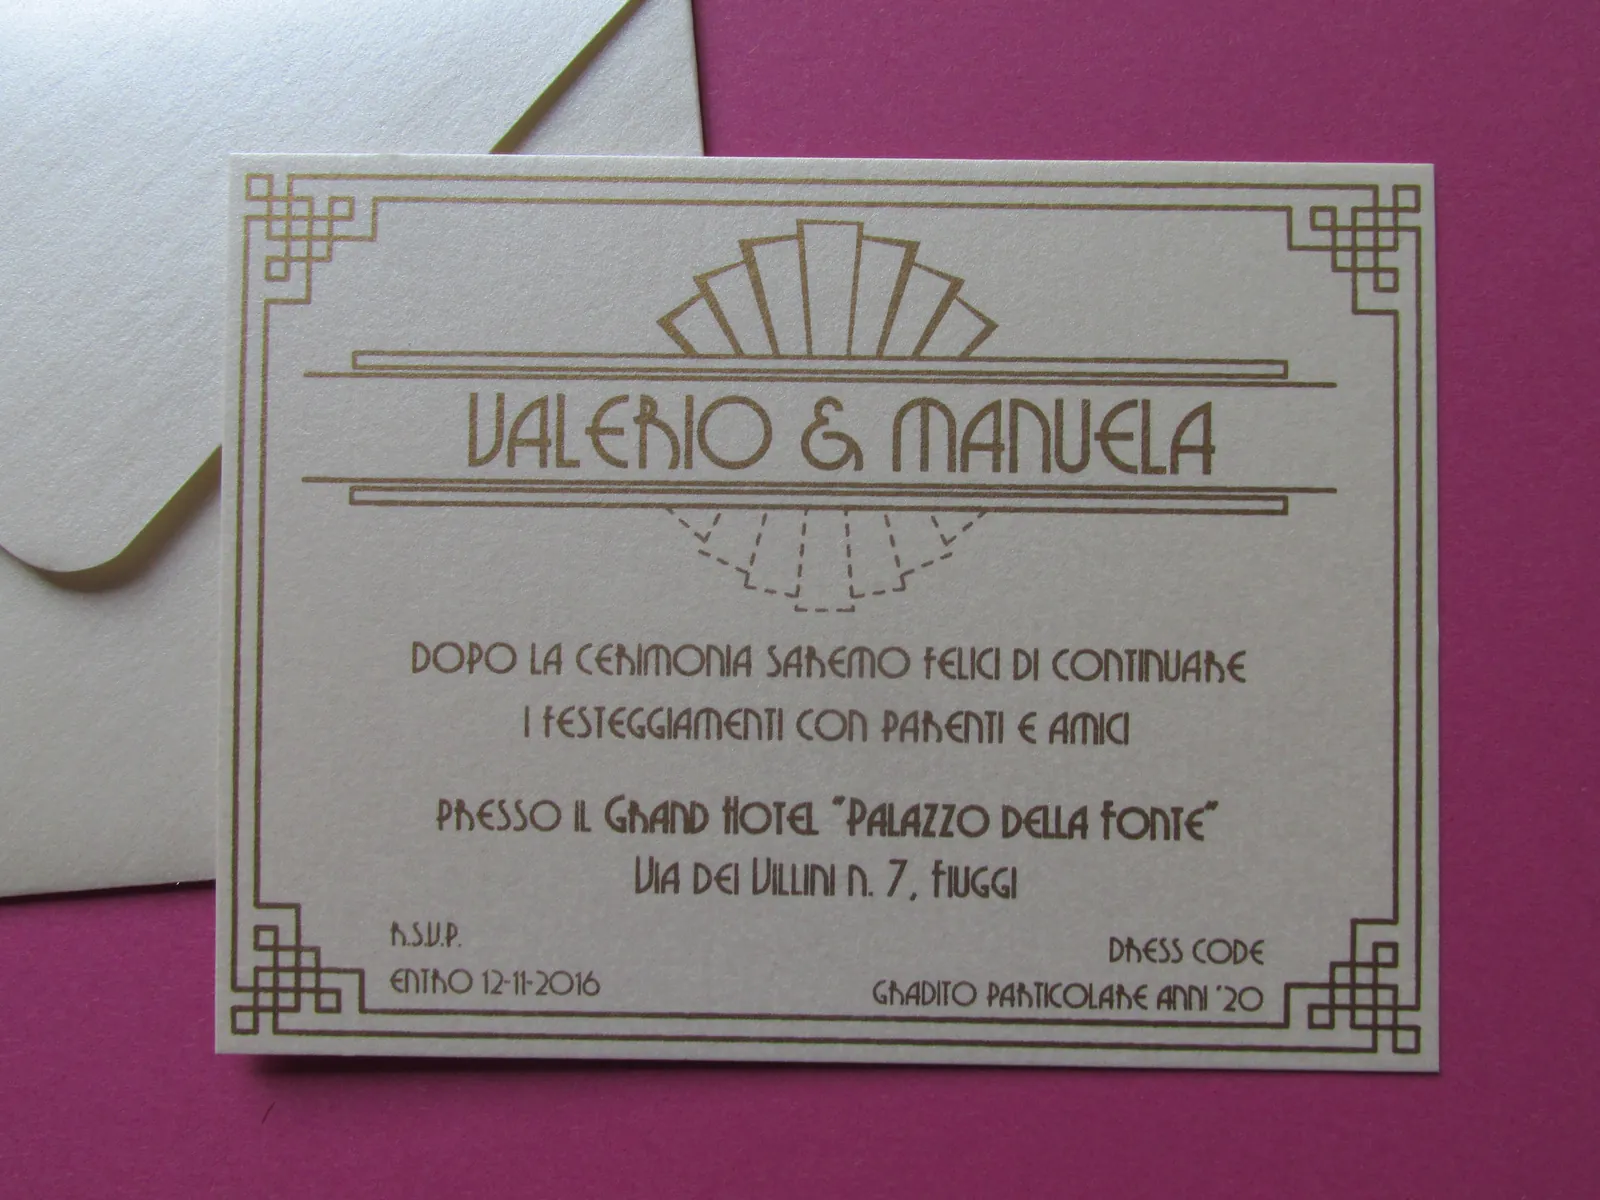 VALERIO & MANUELA
DOPO LA CERIMONIA SAREMO FELICI DI CONTINUARE
I FESTEGGIAMENTI CON PARENTI E AMICI
PRESSO IL GRAND HOTEL "PALAZZO DELLA FONTE"
VIA DEI VILLINI N. 7, FIUGGI
R.S.V.P.
ENTRO 12-11-2016
DRESS CODE
GRADITO PARTICOLARE ANNI '20